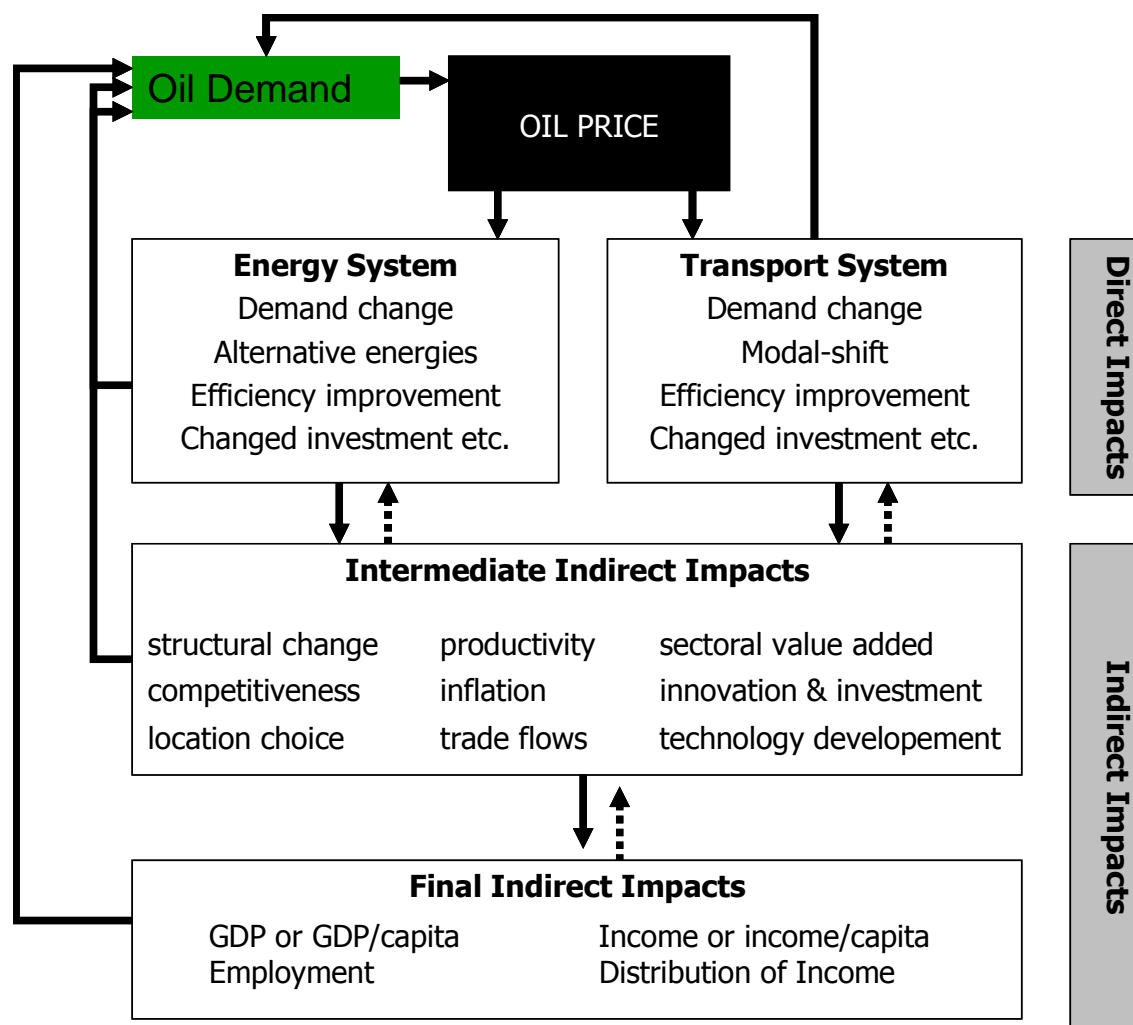 Oil Demand
OIL PRICE
Energy System
Demand change
Alternative energies
Efficiency improvement
Changed investment etc.
Transport System
Demand change
Modal-shift
Efficiency improvement
Changed investment etc.
Direct Impacts
Intermediate Indirect Impacts
structural change productivity sectoral value added
competitiveness inflation innovation & investment
location choice trade flows technology developement
Indirect Impacts
Final Indirect Impacts
GDP or GDP/capita Income or income/capita
Employment Distribution of Income